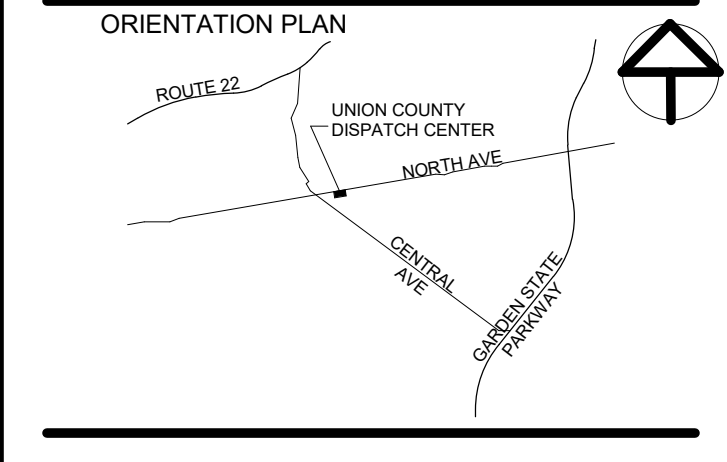 ORIENTATION PLAN
ROUTE 22
UNION COUNTY
DISPATCH CENTER
NORTH AVE
CENTRAL
AVE
GARDEN STATE
PARKWAY